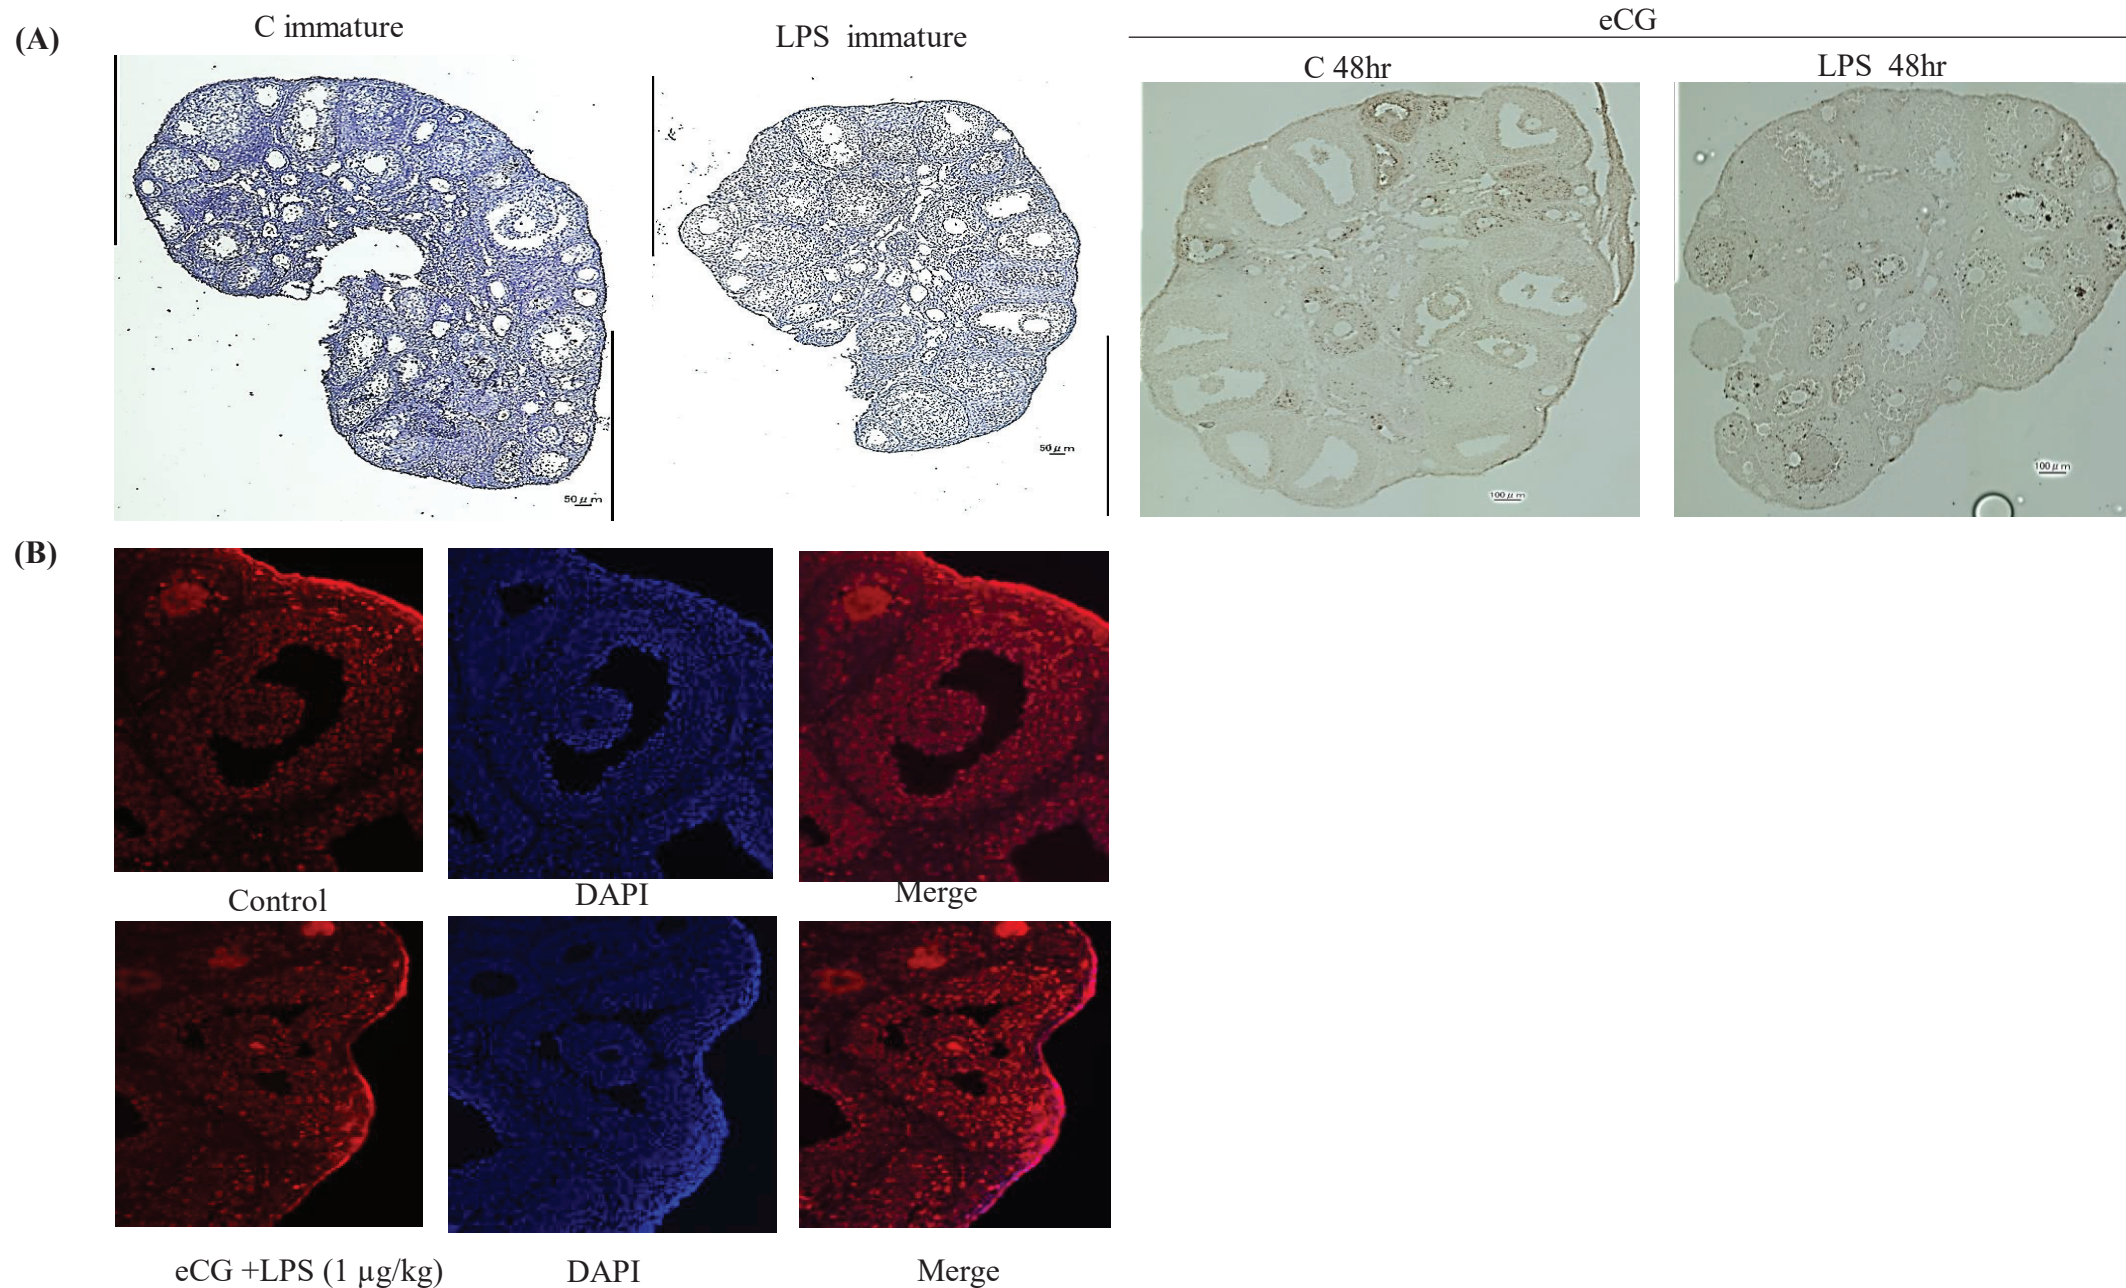 (A)
C immature
LPS immature
eCG
C 48hr
LPS 48hr
50 μm
50 μm
100 μm
100 μm
(B)
Control
DAPI
Merge
eCG +LPS (1 µg/kg)
DAPI
Merge